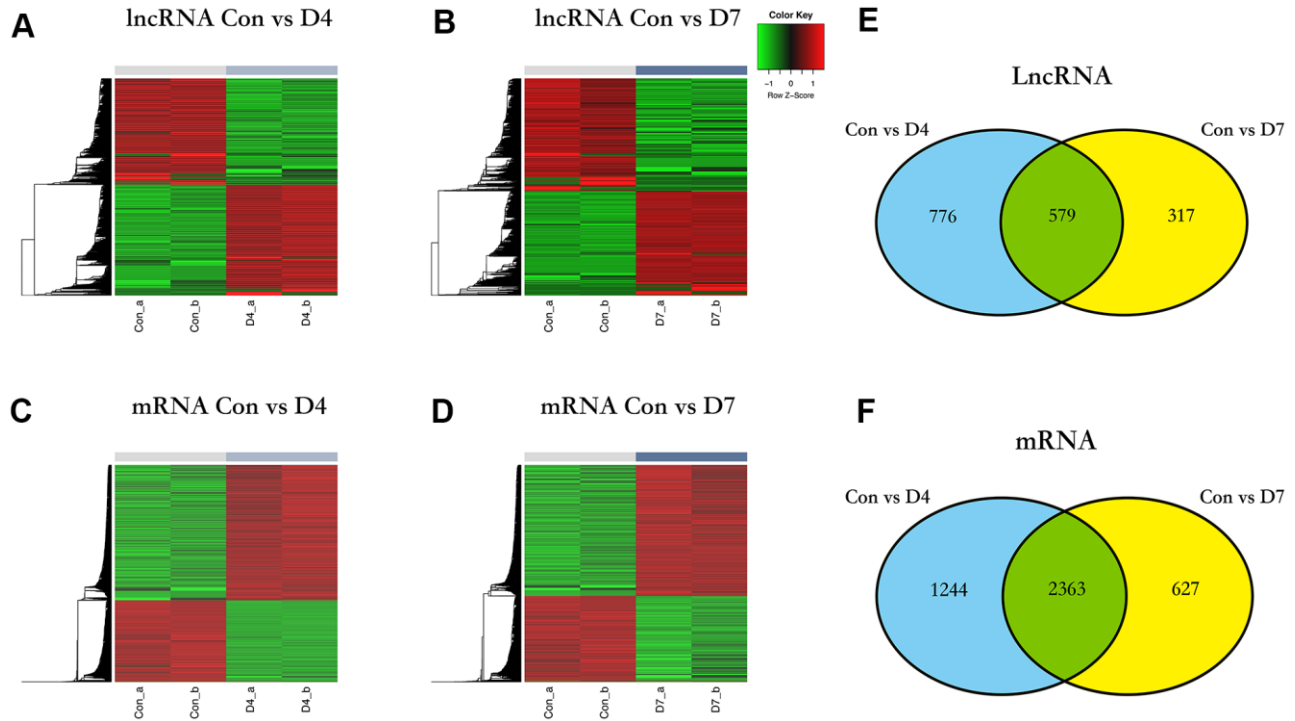 A
lncRNA Con vs D4
Con_a
Con_b
D4_a
D4_b
B
lncRNA Con vs D7
Color Key
−1 0 1
Row Z−Score
Con_a
Con_b
D7_a
D7_b
E
LncRNA
Con vs D4
Con vs D7
776
579
317
C
mRNA Con vs D4
Con_a
Con_b
D4_a
D4_b
D
mRNA Con vs D7
Con_a
Con_b
D7_a
D7_b
F
mRNA
Con vs D4
Con vs D7
1244
2363
627